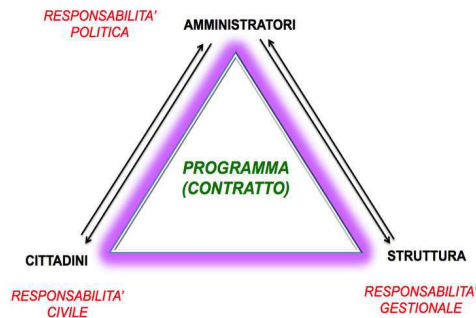 RESPONSABILITA'
POLITICA
AMMINISTRATORI
PROGRAMMA
(CONTRATTO)
CITTADINI
STRUTTURA
RESPONSABILITA'
CIVILE
RESPONSABILITA'
GESTIONALE